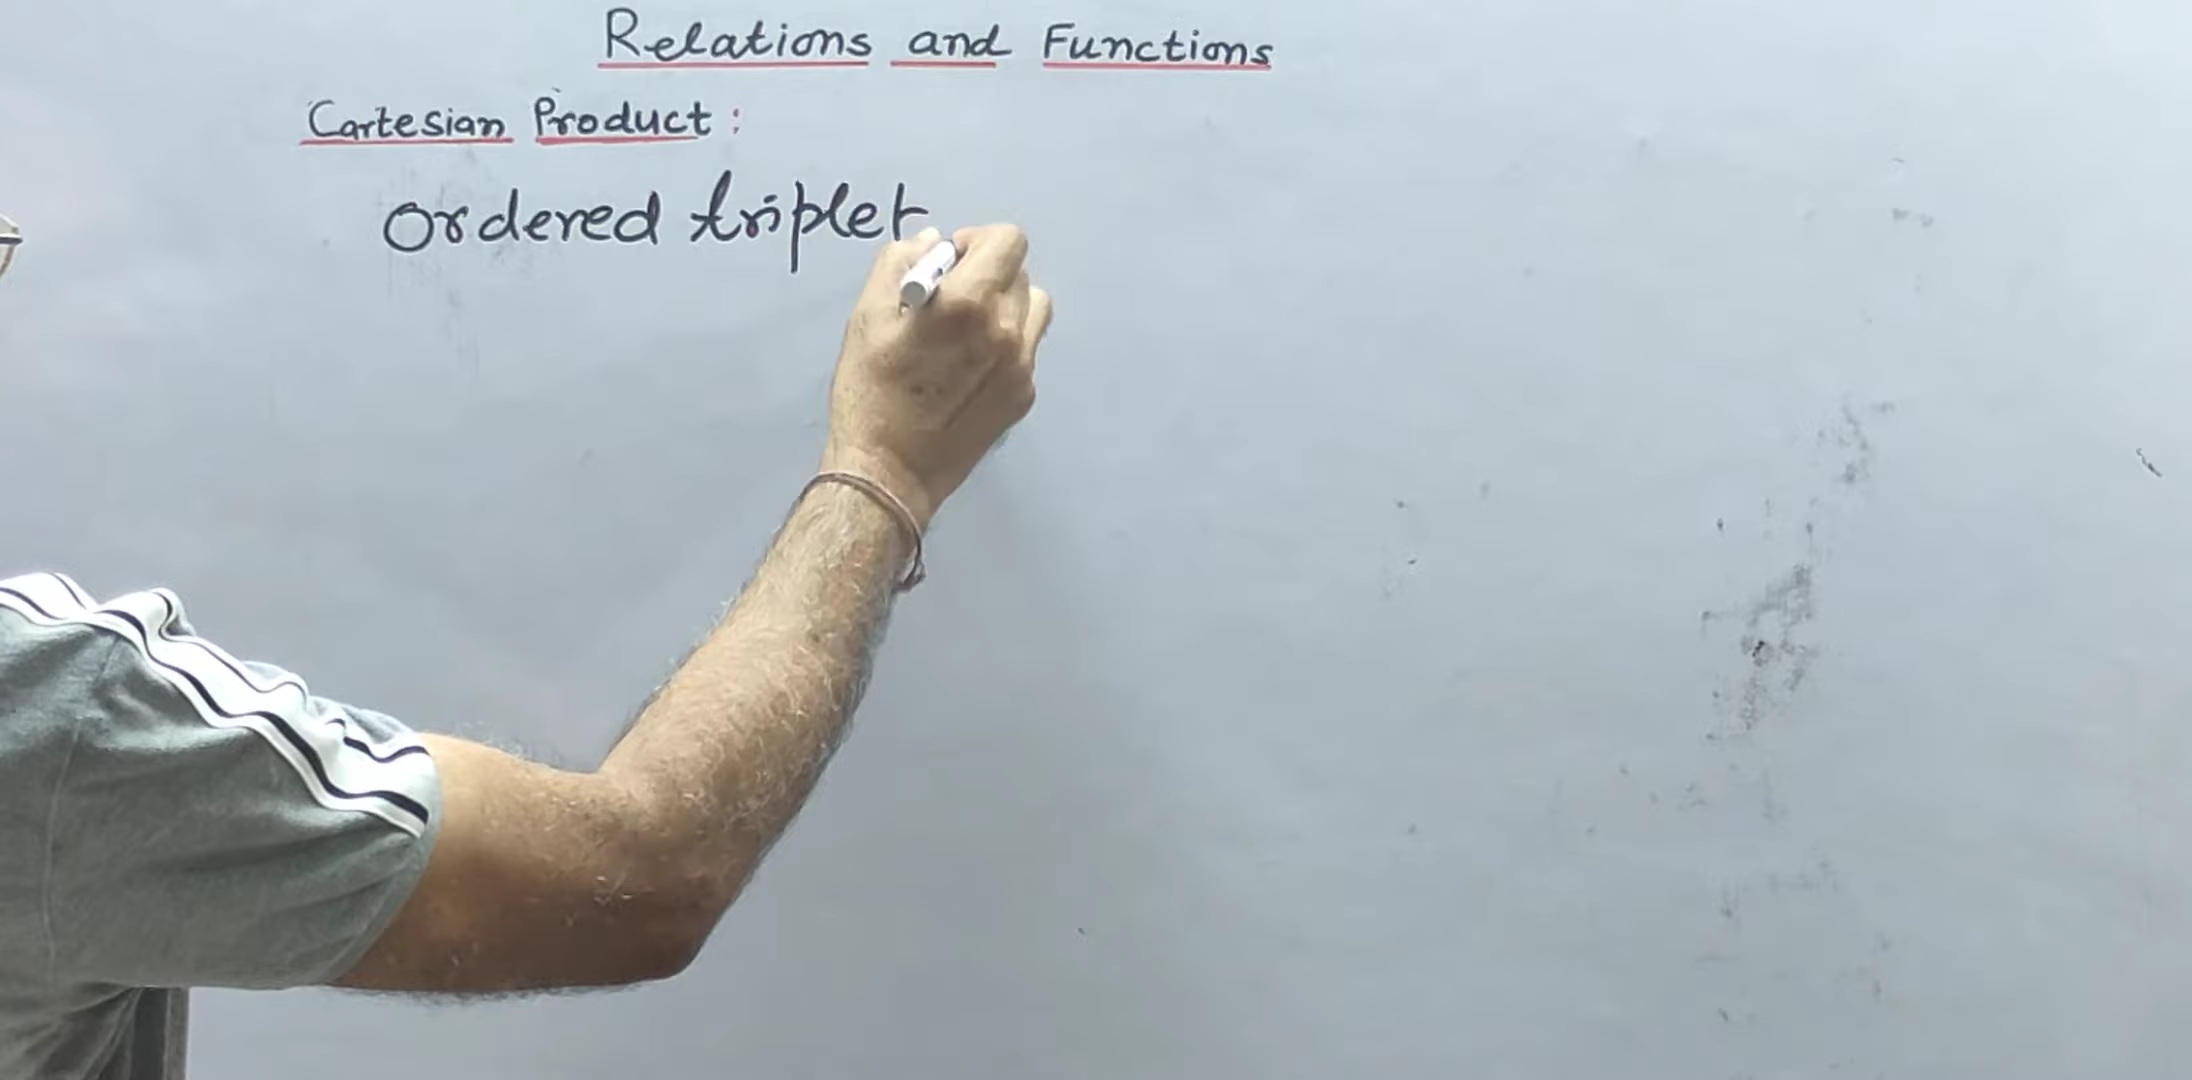 Relations and Functions
Cartesian Product :
Ordered triplet